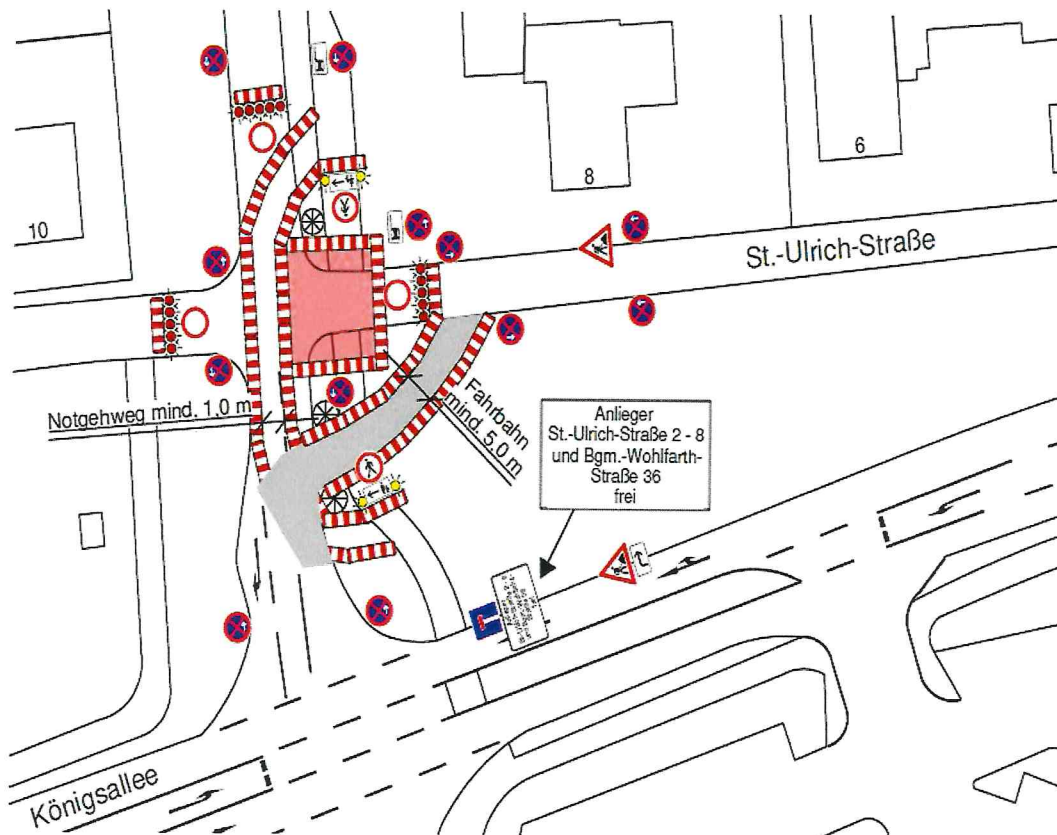 10
8
6
St.-Ulrich-Straße
Notgehweg mind. 1.0 m
Fahrbahn
mind. 5.0 m
Anlieger
St.-Ulrich-Straße 2 - 8
und Bgm.-Wohlfarth-
Straße 36
frei
Königsallee